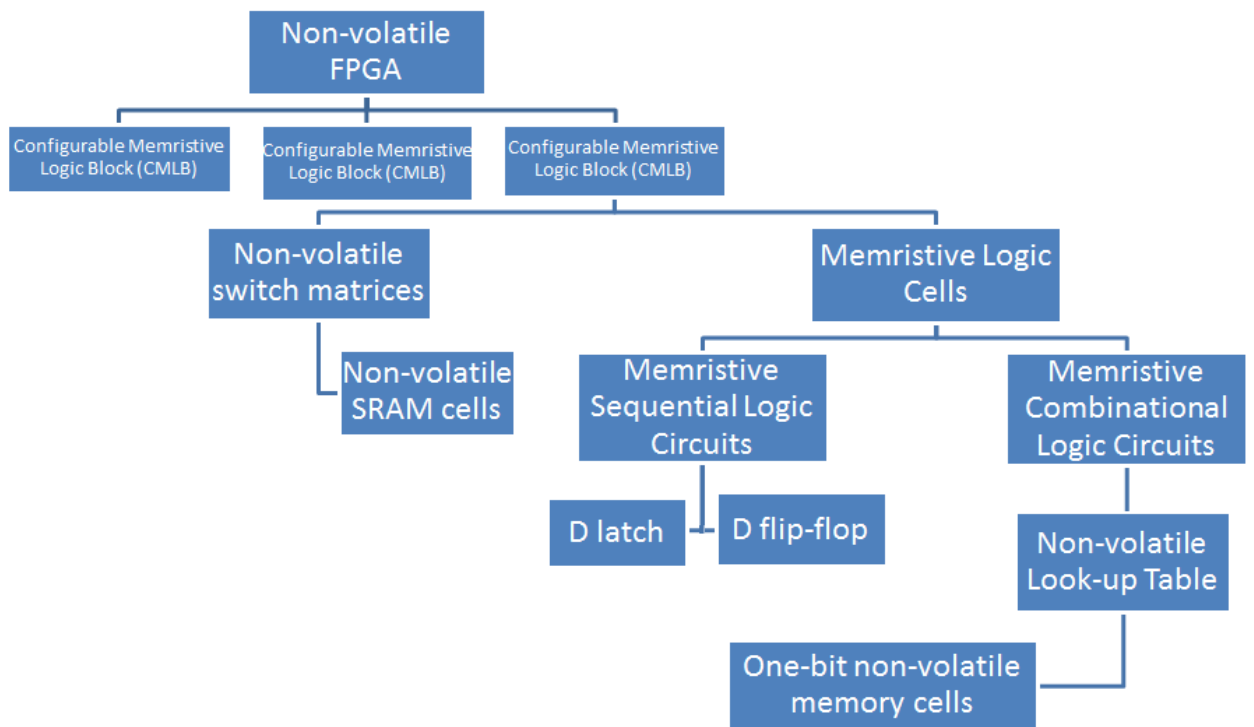 Non-volatile
FPGA
Configurable Memristive
Logic Block (CMLB)
Configurable Memristive
Logic Block (CMLB)
Configurable Memristive
Logic Block (CMLB)
Non-volatile
switch matrices
Memristive Logic
Cells
Non-volatile
SRAM cells
Memristive
Sequential Logic
Circuits
Memristive
Combinational
Logic Circuits
D latch
D flip-flop
Non-volatile
Look-up Table
One-bit non-volatile
memory cells